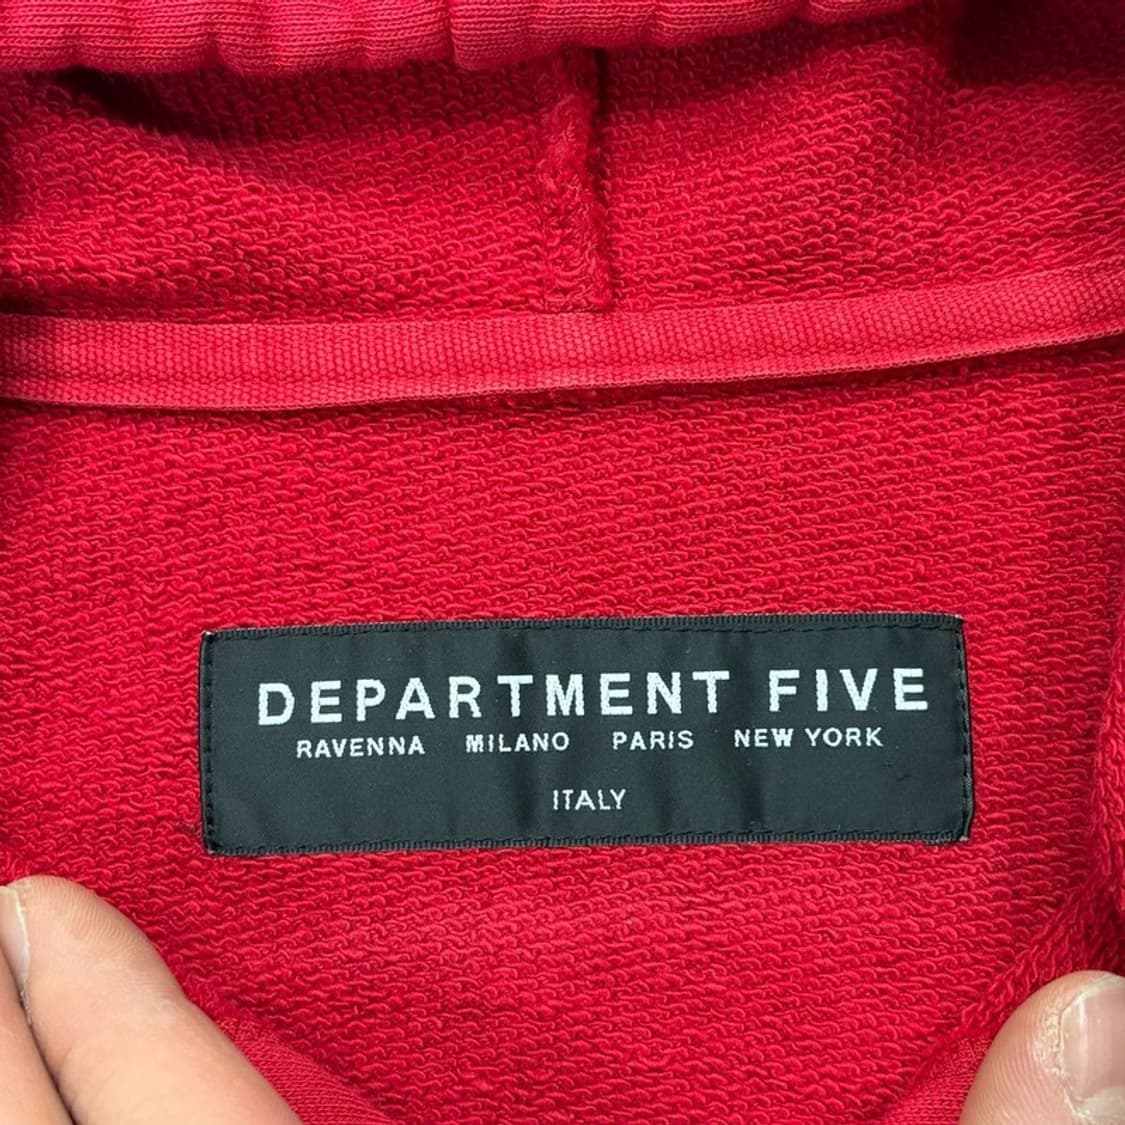 DEPARTMENT FIVE
RAVENNA MILANO PARIS NEW YORK
ITALY